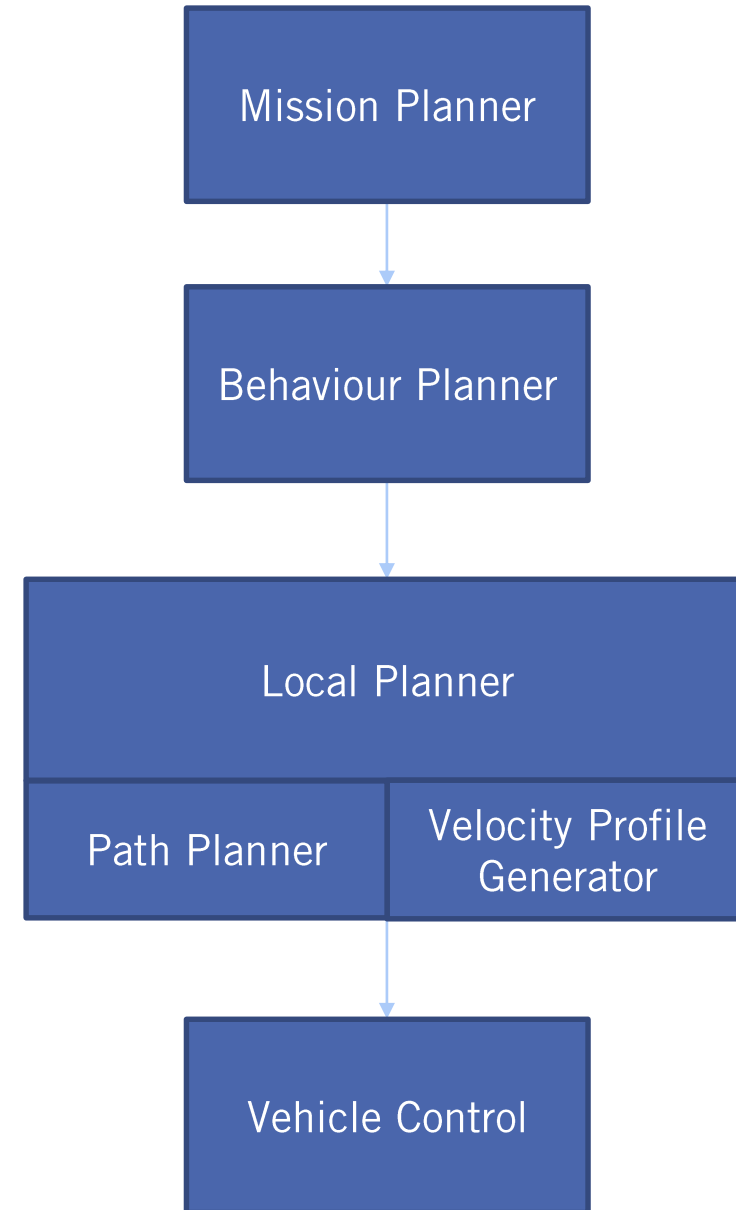 Mission Planner
Behaviour Planner
Local Planner
Path Planner
Velocity Profile
Generator
Vehicle Control